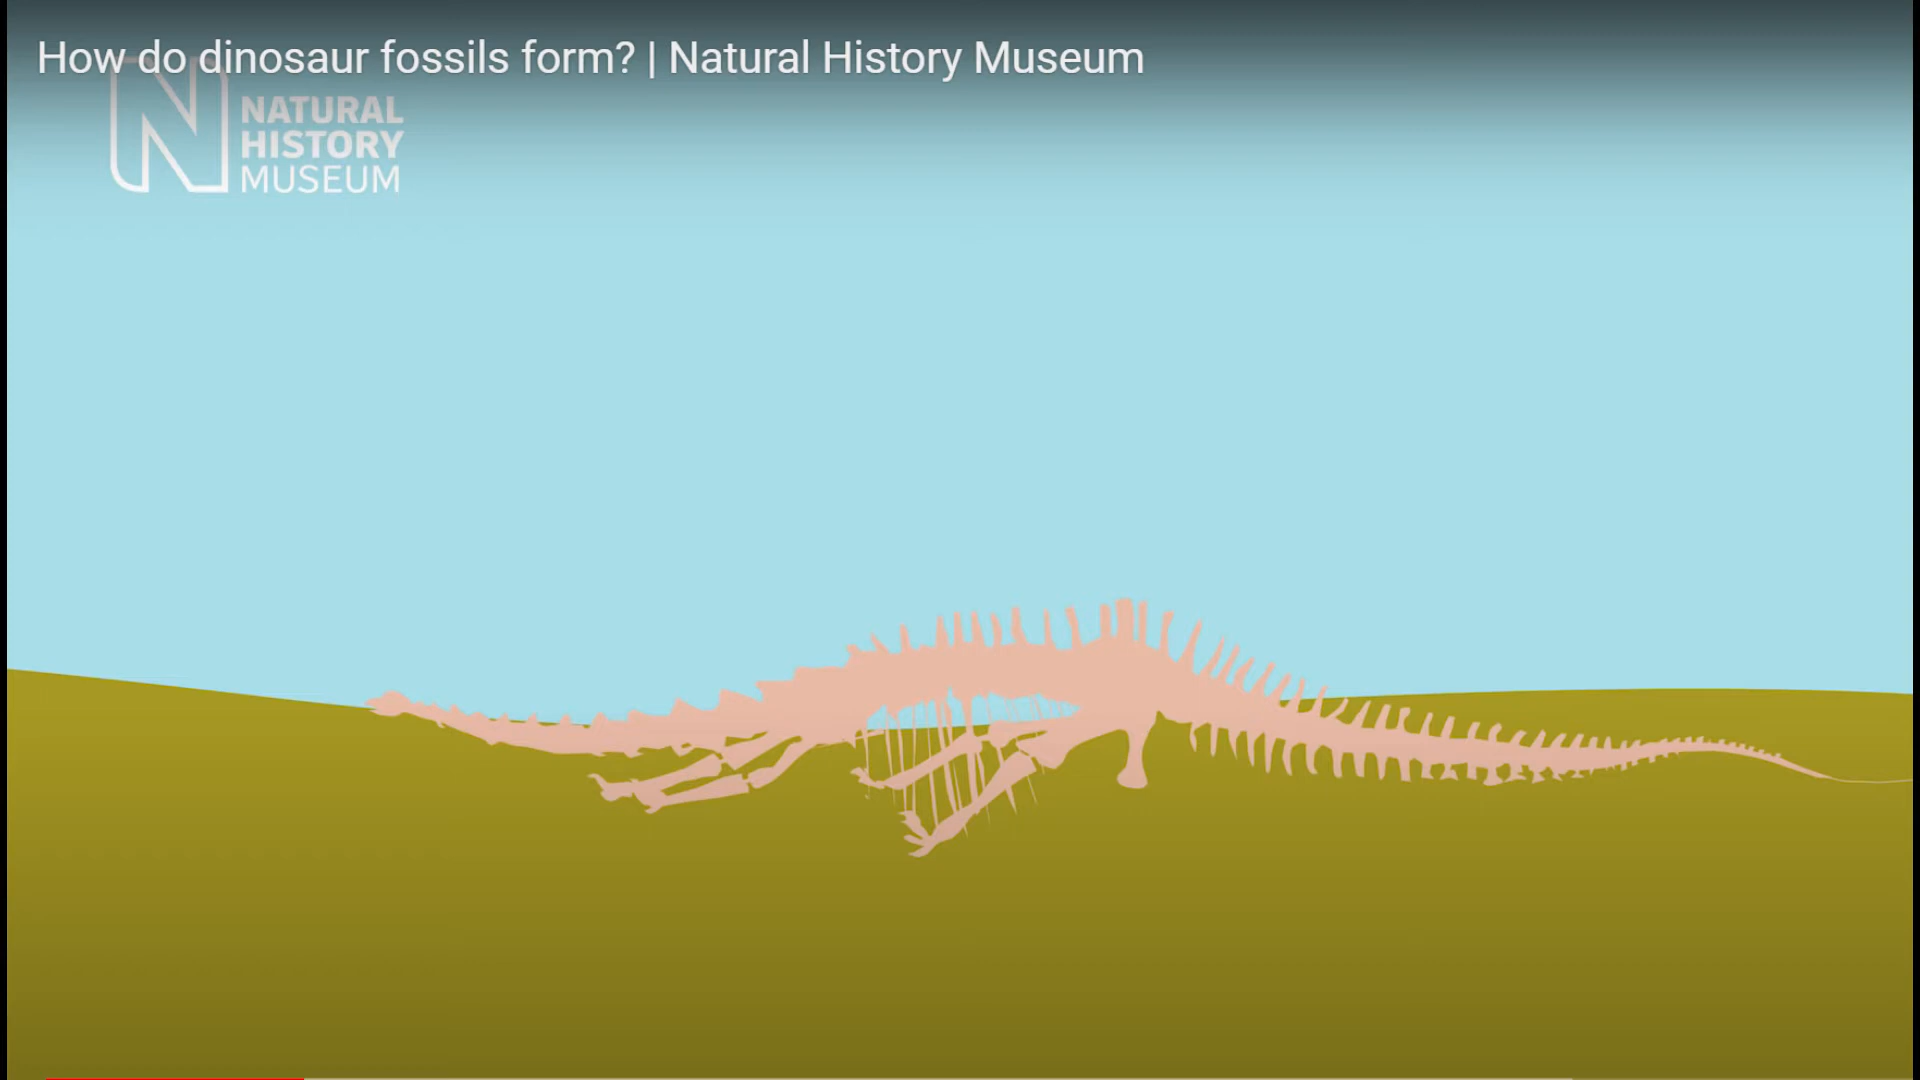 How do dinosaur fossils form? | Natural History Museum
NATURAL
HISTORY
MUSEUM